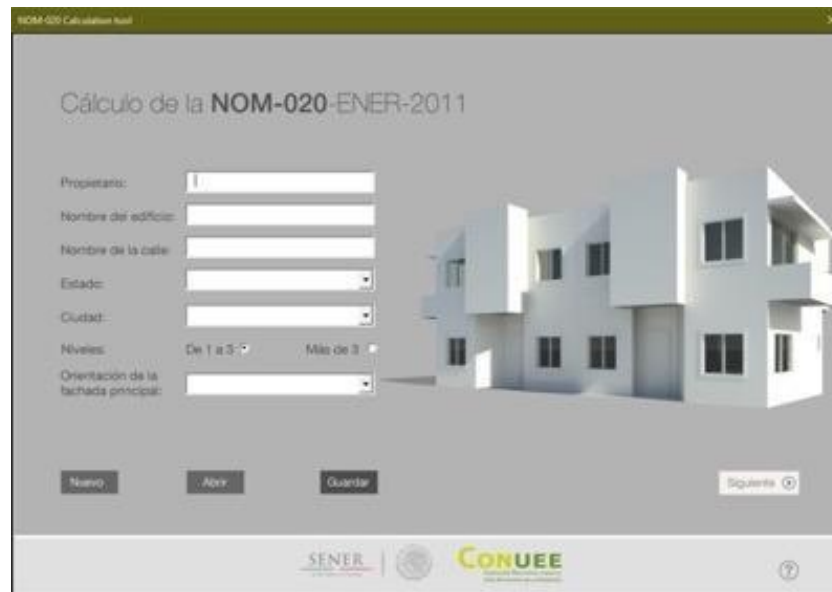 NOM-020 Calculation tool
Cálculo de la NOM-020-ENER-2011
Propietario:
Nombre del edificio:
Nombre de la calle:
Estado:
Ciudad:
Niveles: De 1 a 3 Más de 3
Orientación de la
fachada principal:
Nuevo Abrir Guardar Siguiente
SENER CONUEE